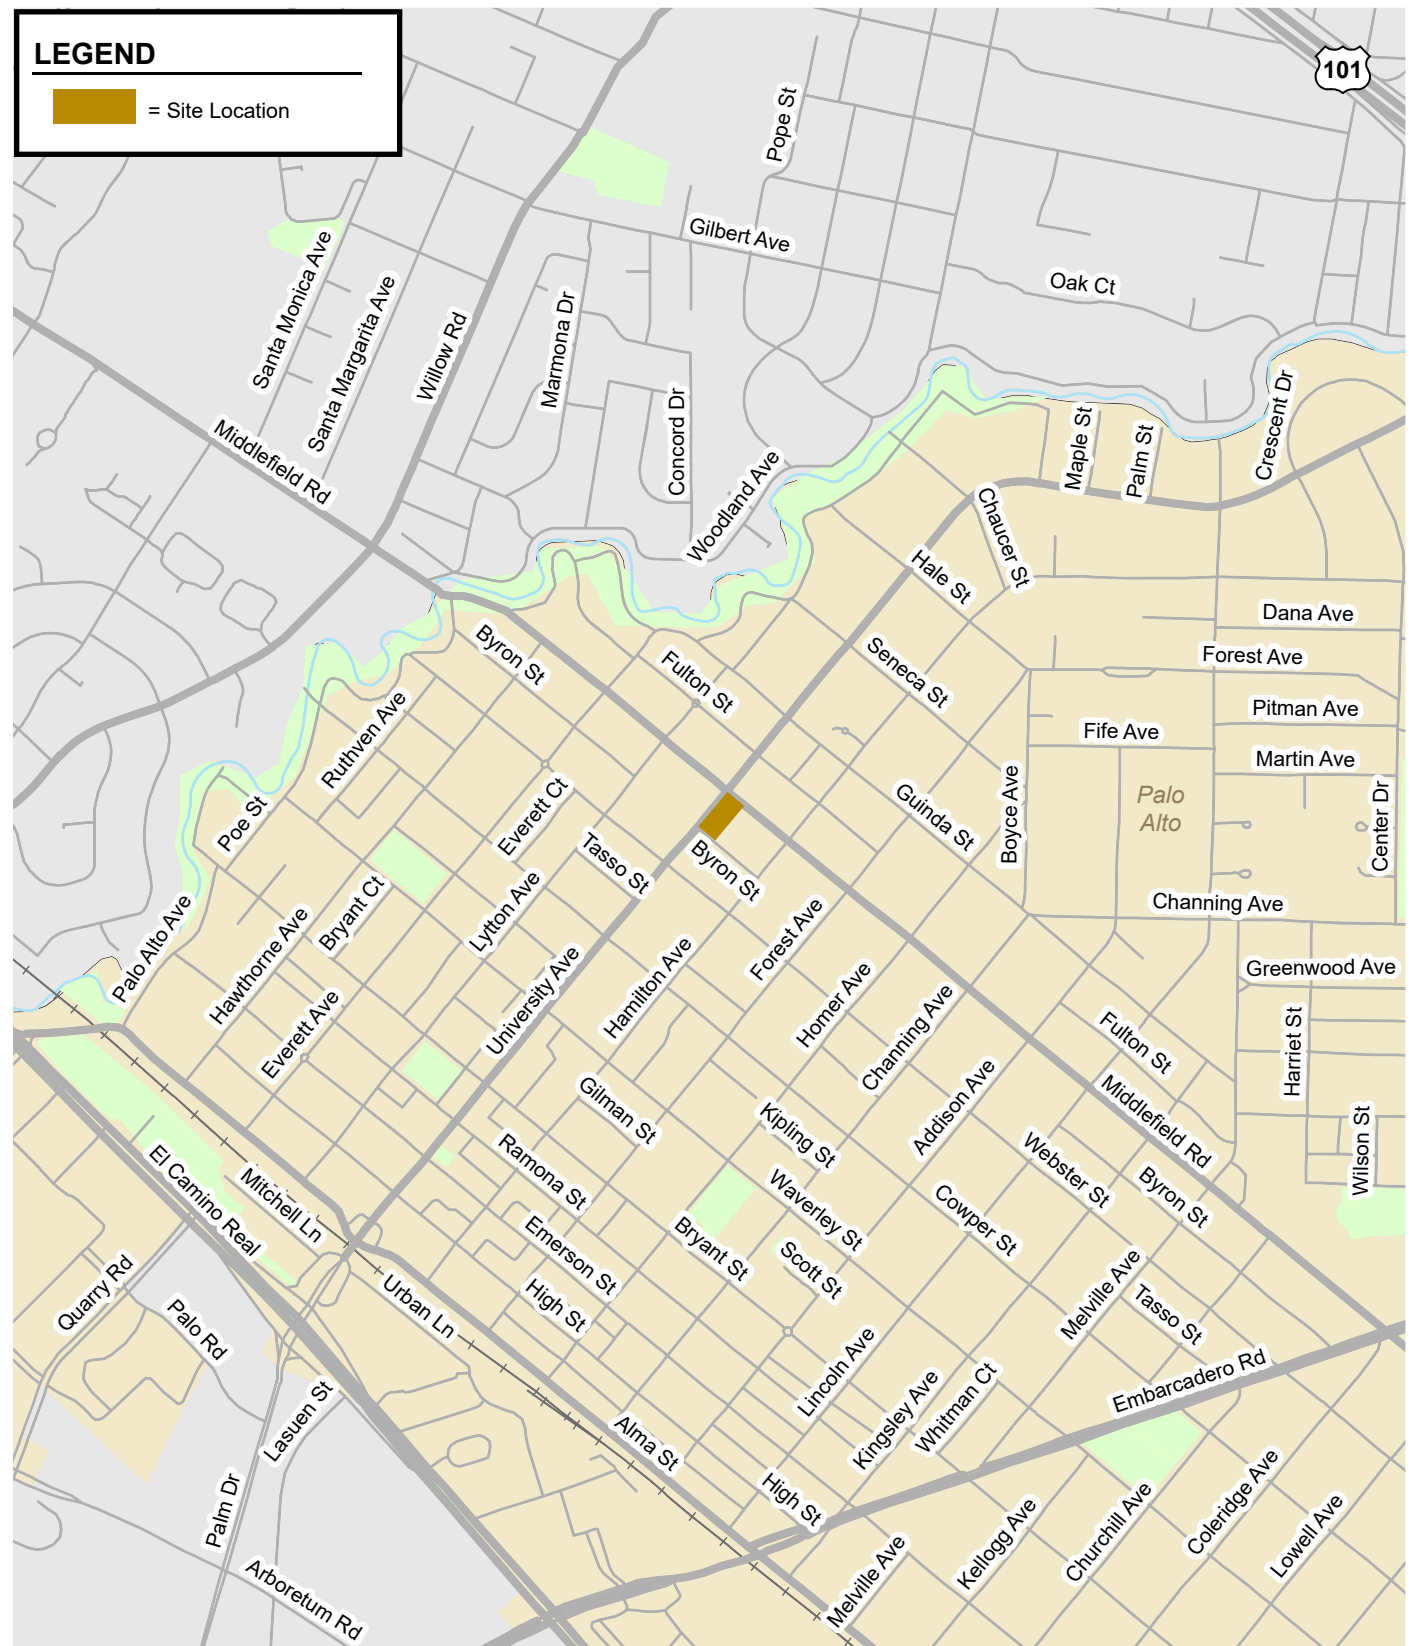 LEGEND
= Site Location
101
Pope St
Gilbert Ave
Oak Ct
Santa Monica Ave
Santa Margarita Ave
Willow Rd
Marmona Dr
Concord Dr
Woodland Ave
Middlefield Rd
Maple St
Palm St
Crescent Dr
Chaucer St
Hale St
Dana Ave
Forest Ave
Byron St
Fulton St
Seneca St
Pitman Ave
Fife Ave
Martin Ave
Ruthven Ave
Poe St
Everett Ct
Tasso St
Byron St
Guinda St
Boyce Ave
Palo
Alto
Center Dr
Channing Ave
Palo Alto Ave
Bryant Ct
Hawthorne Ave
Lytton Ave
University Ave
Hamilton Ave
Forest Ave
Homer Ave
Channing Ave
Greenwood Ave
Everett Ave
Harriet St
Fulton St
Gilman St
Kipling St
Addison Ave
Middlefield Rd
Wilson St
El Camino Real
Mitchell Ln
Ramona St
Waverley St
Webster St
Byron St
Cowper St
Quarry Rd
Palo Rd
Emerson St
Bryant St
Scott St
Melville Ave
Tasso St
Urban Ln
High St
Lincoln Ave
Kingsley Ave
Whitman Ct
Embarcadero Rd
Lasuen St
Alma St
High St
Palm Dr
Arboretum Rd
Melville Ave
Kellogg Ave
Churchill Ave
Coleridge Ave
Lowell Ave